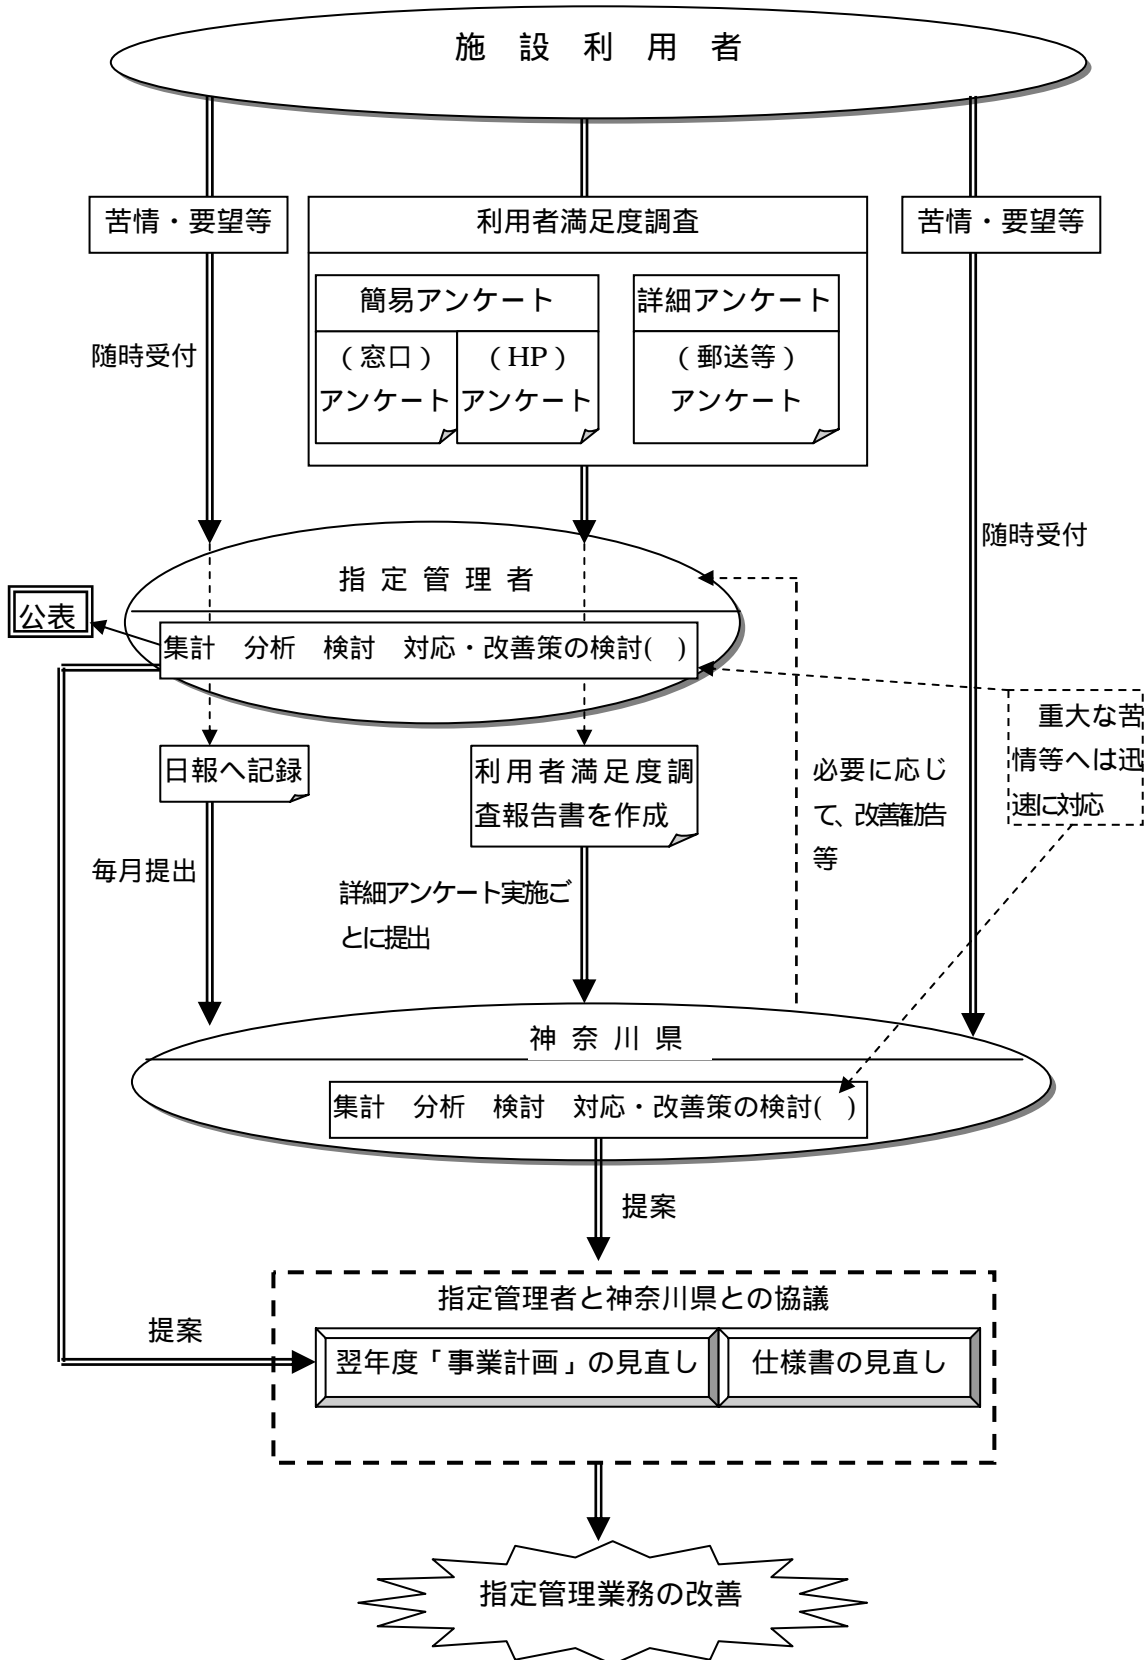 施 設 利 用 者
苦情・要望等
利用者満足度調査
苦情・要望等
簡易アンケート
詳細アンケート
(窓口)
アンケート
(HP)
アンケート
(郵送等)
アンケート
随時受付
随時受付
指 定 管 理 者
公表
集計 分析 検討 対応・改善策の検討( )
重大な苦
情等へは迅
速に対応
日報へ記録
利用者満足度調
査報告書を作成
必要に応じ
て、改善勧告
等
毎月提出
詳細アンケート実施ご
とに提出
神 奈 川 県
集計 分析 検討 対応・改善策の検討( )
提案
指定管理者と神奈川県との協議
提案
翌年度「事業計画」の見直し
仕様書の見直し
指定管理業務の改善